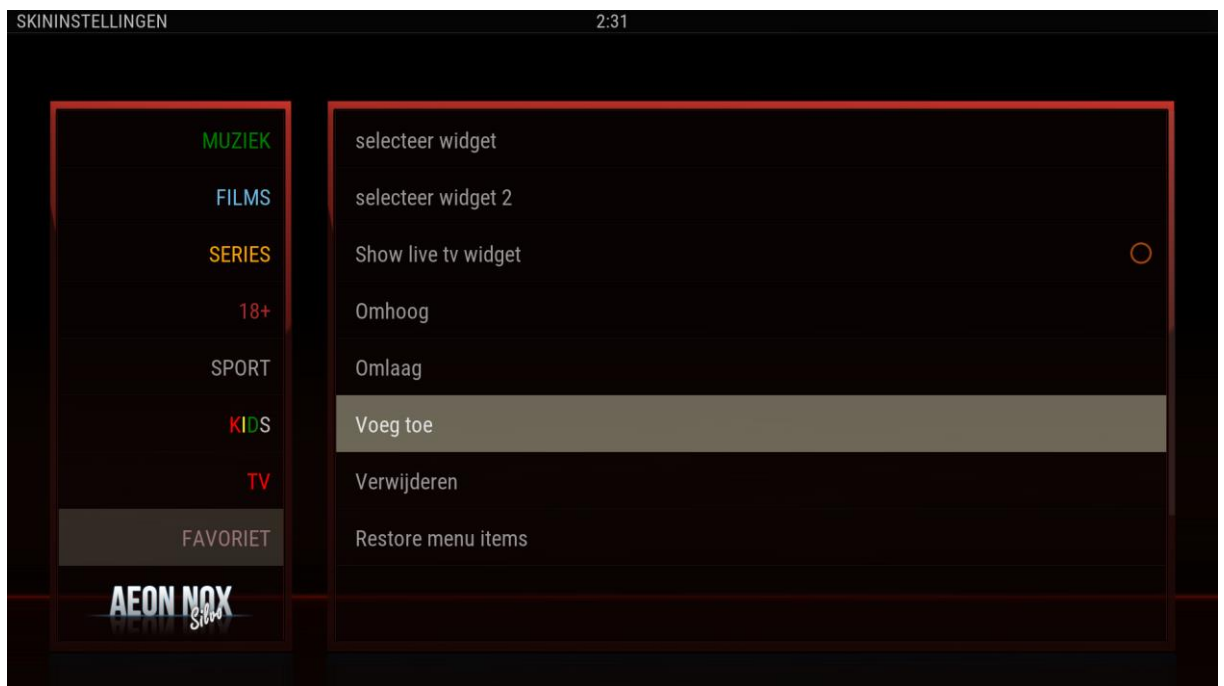 SKININSTELLINGEN
2:31
MUZIEK
FILMS
SERIES
18+
SPORT
KIDS
TV
FAVORIET
AEON NOX
Silvo
selecteer widget
selecteer widget 2
Show live tv widget
Omhoog
Omlaag
Voeg toe
Verwijderen
Restore menu items